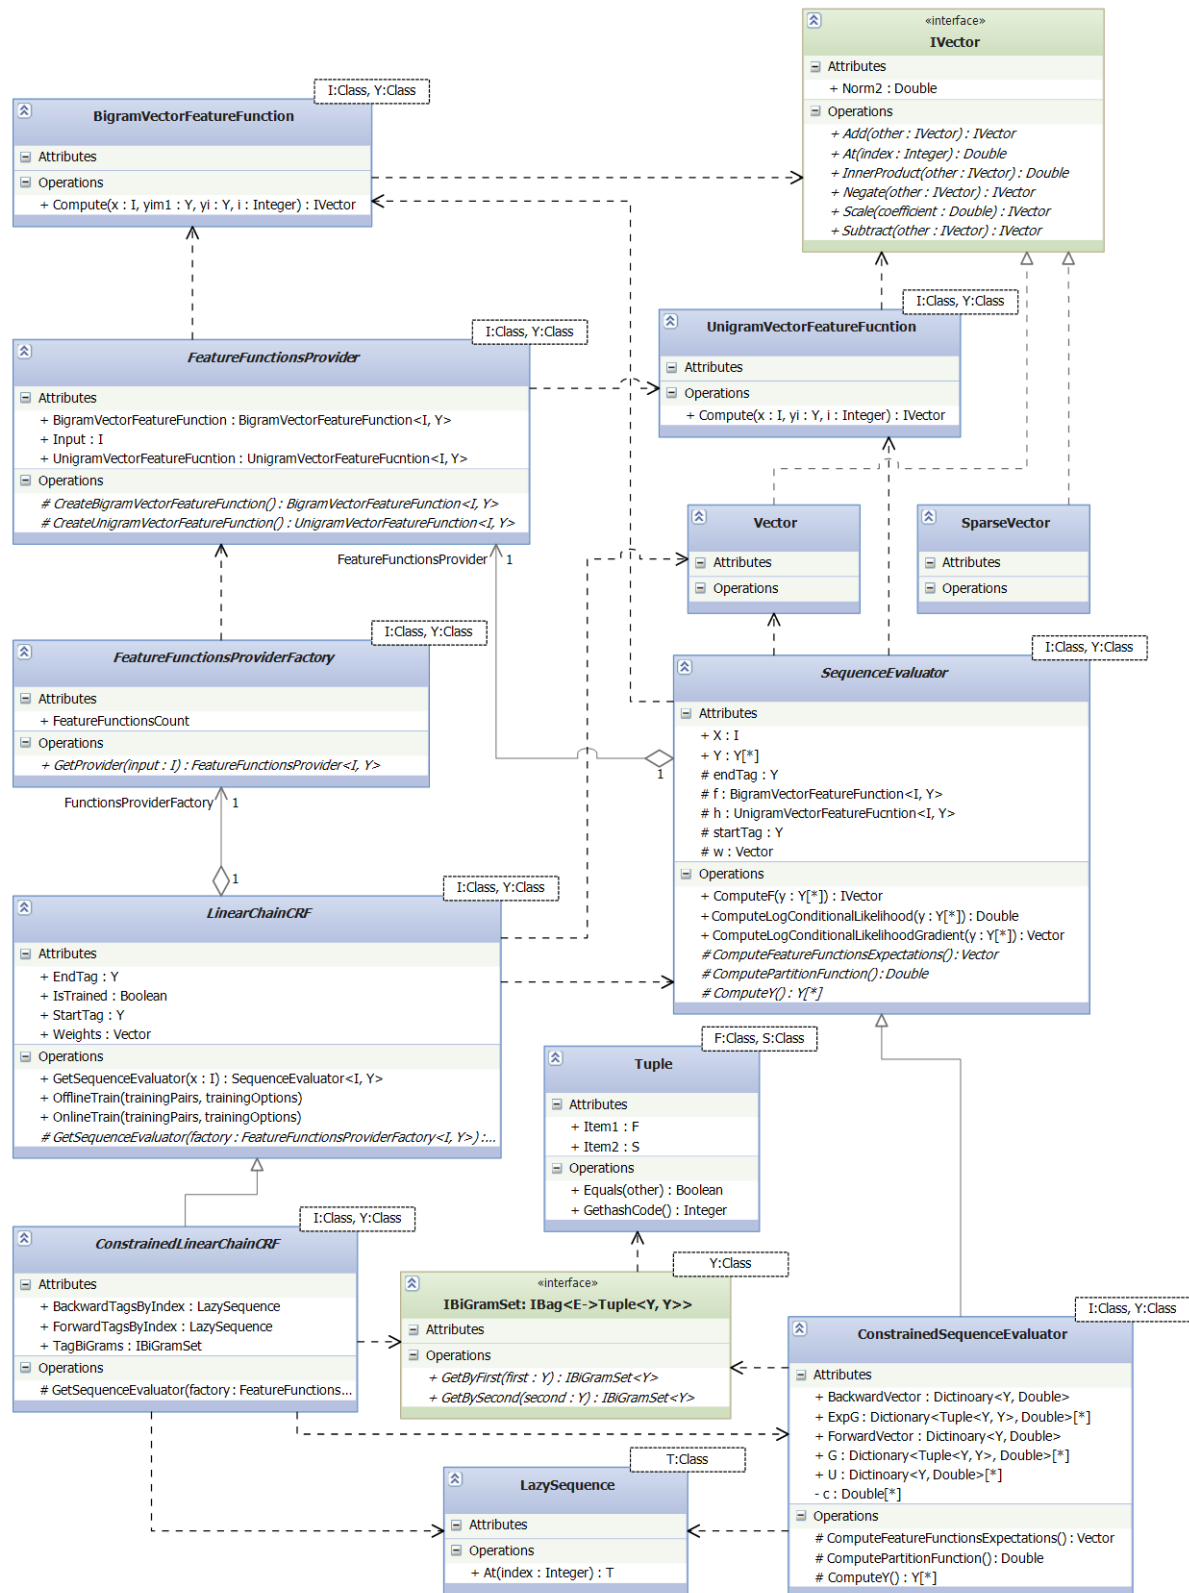 «interface»
IVector
Attributes
+ Norm2 : Double
Operations
+ Add(other : IVector) : IVector
+ At(index : Integer) : Double
+ InnerProduct(other : IVector) : Double
+ Negate(other : IVector) : IVector
+ Scale(coefficient : Double) : IVector
+ Subtract(other : IVector) : IVector
I:Class, Y:Class
BigramVectorFeatureFunction
Attributes
Operations
+ Compute(x : I, yim1 : Y, yi : Y, i : Integer) : IVector
I:Class, Y:Class
UnigramVectorFeatureFucntion
Attributes
Operations
+ Compute(x : I, yi : Y, i : Integer) : IVector
I:Class, Y:Class
FeatureFunctionsProvider
Attributes
+ BigramVectorFeatureFunction : BigramVectorFeatureFunction<I, Y>
+ Input : I
+ UnigramVectorFeatureFucntion : UnigramVectorFeatureFucntion<I, Y>
Operations
# CreateBigramVectorFeatureFunction() : BigramVectorFeatureFunction<I, Y>
# CreateUnigramVectorFeatureFunction() : UnigramVectorFeatureFucntion<I, Y>
FeatureFunctionsProvider
1
Vector
Attributes
Operations
SparseVector
Attributes
Operations
I:Class, Y:Class
FeatureFunctionsProviderFactory
Attributes
+ FeatureFunctionsCount
Operations
+ GetProvider(input : I) : FeatureFunctionsProvider<I, Y>
FunctionsProviderFactory
1
1
I:Class, Y:Class
SequenceEvaluator
Attributes
+ X : I
+ Y : Y[*]
# endTag : Y
# f : BigramVectorFeatureFunction<I, Y>
# h : UnigramVectorFeatureFucntion<I, Y>
# startTag : Y
# w : Vector
Operations
+ ComputeF(y : Y[*]) : IVector
+ ComputeLogConditionalLikelihood(y : Y[*]) : Double
+ ComputeLogConditionalLikelihoodGradient(y : Y[*]) : Vector
# ComputeFeatureFunctionsExpectations() : Vector
# ComputePartitionFunction() : Double
# ComputeY() : Y[*]
1
I:Class, Y:Class
LinearChainCRF
Attributes
+ EndTag : Y
+ IsTrained : Boolean
+ StartTag : Y
+ Weights : Vector
Operations
+ GetSequenceEvaluator(x : I) : SequenceEvaluator<I, Y>
+ OfflineTrain(trainingPairs, trainingOptions)
+ OnlineTrain(trainingPairs, trainingOptions)
# GetSequenceEvaluator(factory : FeatureFunctionsProviderFactory<I, Y>) :...
F:Class, S:Class
Tuple
Attributes
+ Item1 : F
+ Item2 : S
Operations
+ Equals(other) : Boolean
+ GethashCode() : Integer
I:Class, Y:Class
ConstrainedLinearChainCRF
Attributes
+ BackwardTagsByIndex : LazySequence
+ ForwardTagsByIndex : LazySequence
+ TagBiGrams : IBiGramSet
Operations
# GetSequenceEvaluator(factory : FeatureFunctions...
Y:Class
«interface»
IBiGramSet: IBag<E->Tuple<Y, Y>>
Attributes
Operations
+ GetByFirst(first : Y) : IBiGramSet<Y>
+ GetBySecond(second : Y) : IBiGramSet<Y>
I:Class, Y:Class
ConstrainedSequenceEvaluator
Attributes
+ BackwardVector : Dictinoary<Y, Double>
+ ExpG : Dictionary<Tuple<Y, Y>, Double>[*]
+ ForwardVector : Dictinoary<Y, Double>
+ G : Dictionary<Tuple<Y, Y>, Double>[*]
+ U : Dictinoary<Y, Double>[*]
- c : Double[*]
Operations
# ComputeFeatureFunctionsExpectations() : Vector
# ComputePartitionFunction() : Double
# ComputeY() : Y[*]
T:Class
LazySequence
Attributes
Operations
+ At(index : Integer) : T